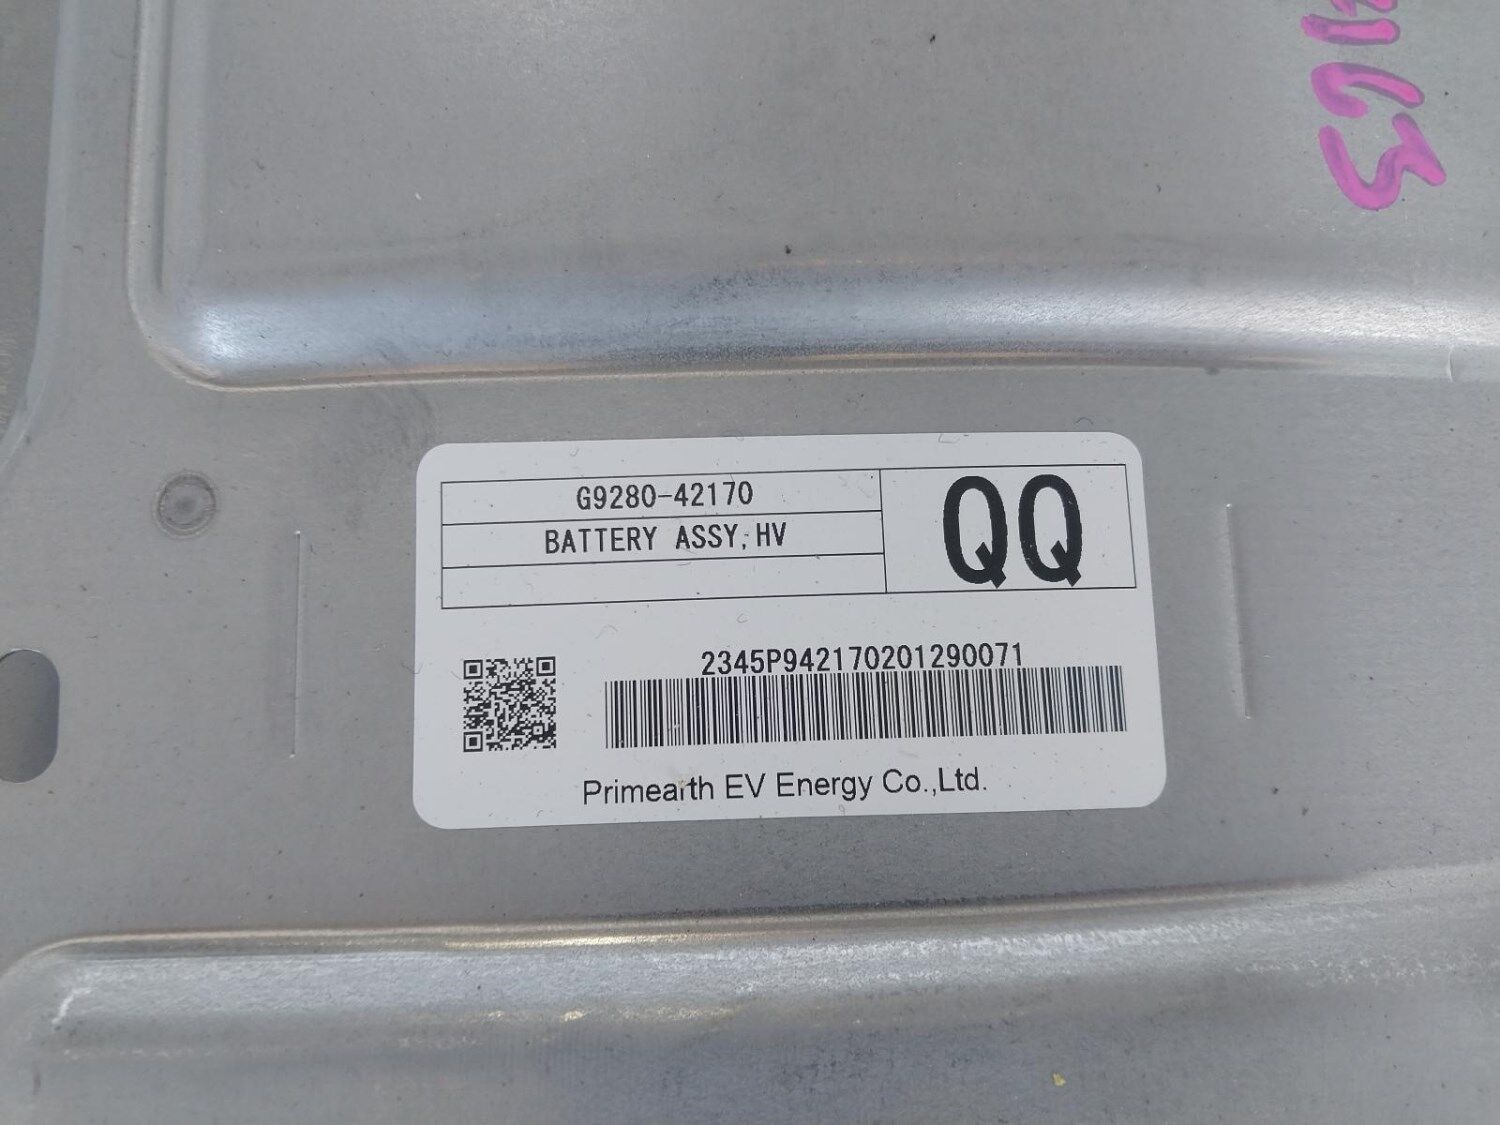 G9280-42170
BATTERY ASSY, HV
QQ
2345P942170201290071
Primearth EV Energy Co.,Ltd.